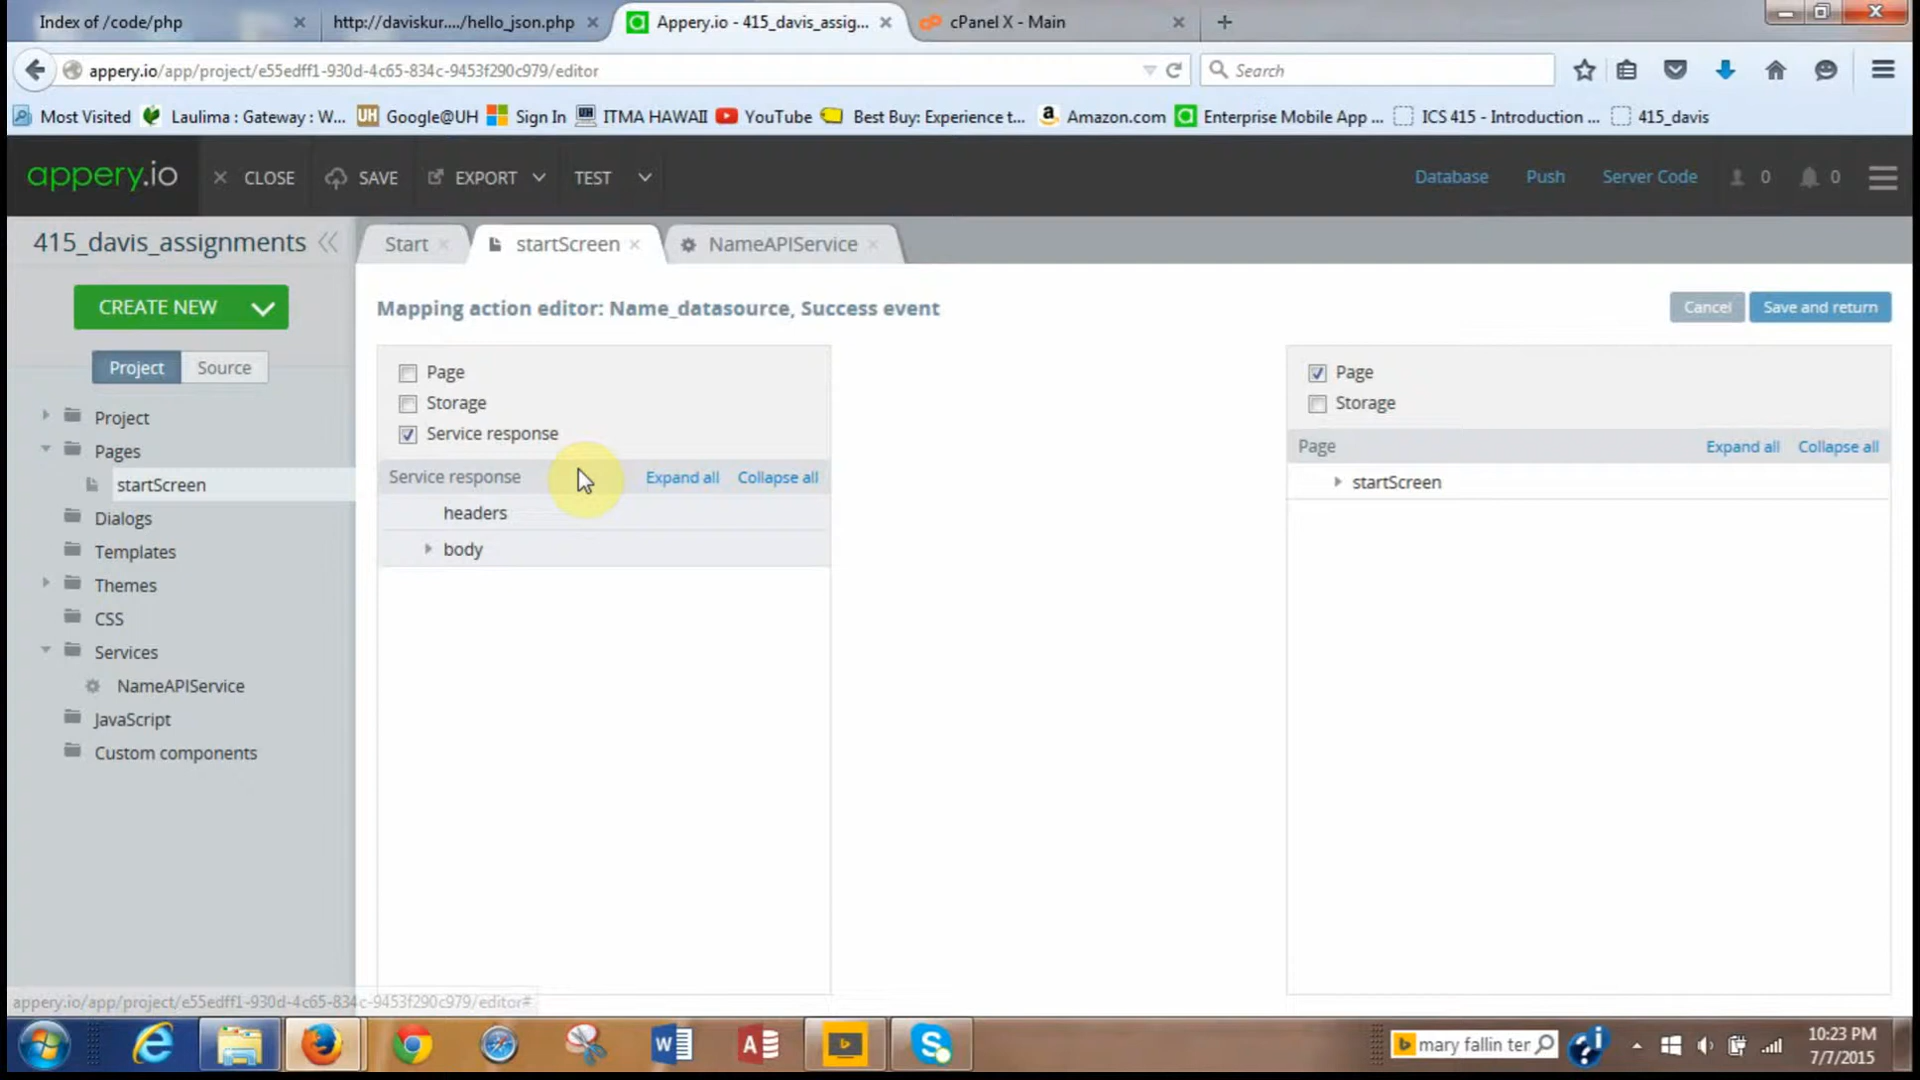 Index of /code/php
http://daviskur..../hello_json.php
Appery.io - 415_davis_assig...
cPanel X - Main
appery.io/app/project/e55edff1-930d-4c65-834c-9453f290c979/editor
Search
Most Visited
Laulima : Gateway : W...
UH Google@UH
Sign In
ITMA HAWAII
YouTube
Best Buy: Experience t...
Amazon.com
Enterprise Mobile App ...
ICS 415 - Introduction ...
415_davis
appery.io
CLOSE
SAVE
EXPORT
TEST
Database
Push
Server Code
0
0
415_davis_assignments
Start
startScreen
NameAPIService
CREATE NEW
Project
Source
Project
Pages
startScreen
Dialogs
Templates
Themes
CSS
Services
NameAPIService
JavaScript
Custom components
Mapping action editor: Name_datasource, Success event
Cancel
Save and return
Page
Storage
Service response
Service response
Expand all
Collapse all
headers
body
Page
Storage
Page
Expand all
Collapse all
startScreen
appery.io/app/project/e55edff1-930d-4c65-834c-9453f290c979/editor#
mary fallin ter
10:23 PM
7/7/2015